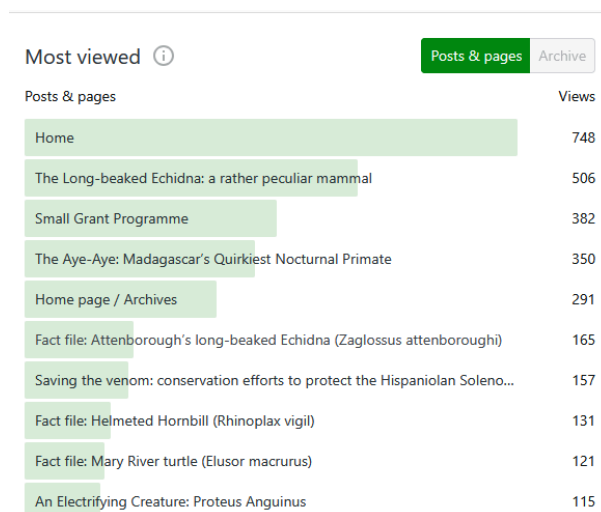 Most viewed
Posts & pages Archive
Posts & pages Views
Home 748
The Long-beaked Echidna: a rather peculiar mammal 506
Small Grant Programme 382
The Aye-Aye: Madagascar’s Quirkiest Nocturnal Primate 350
Home page / Archives 291
Fact file: Attenborough’s long-beaked Echidna (Zaglossus attenboroughi) 165
Saving the venom: conservation efforts to protect the Hispaniolan Soleno... 157
Fact file: Helmeted Hornbill (Rhinoplax vigil) 131
Fact file: Mary River turtle (Elusor macrurus) 121
An Electrifying Creature: Proteus Anguinus 115